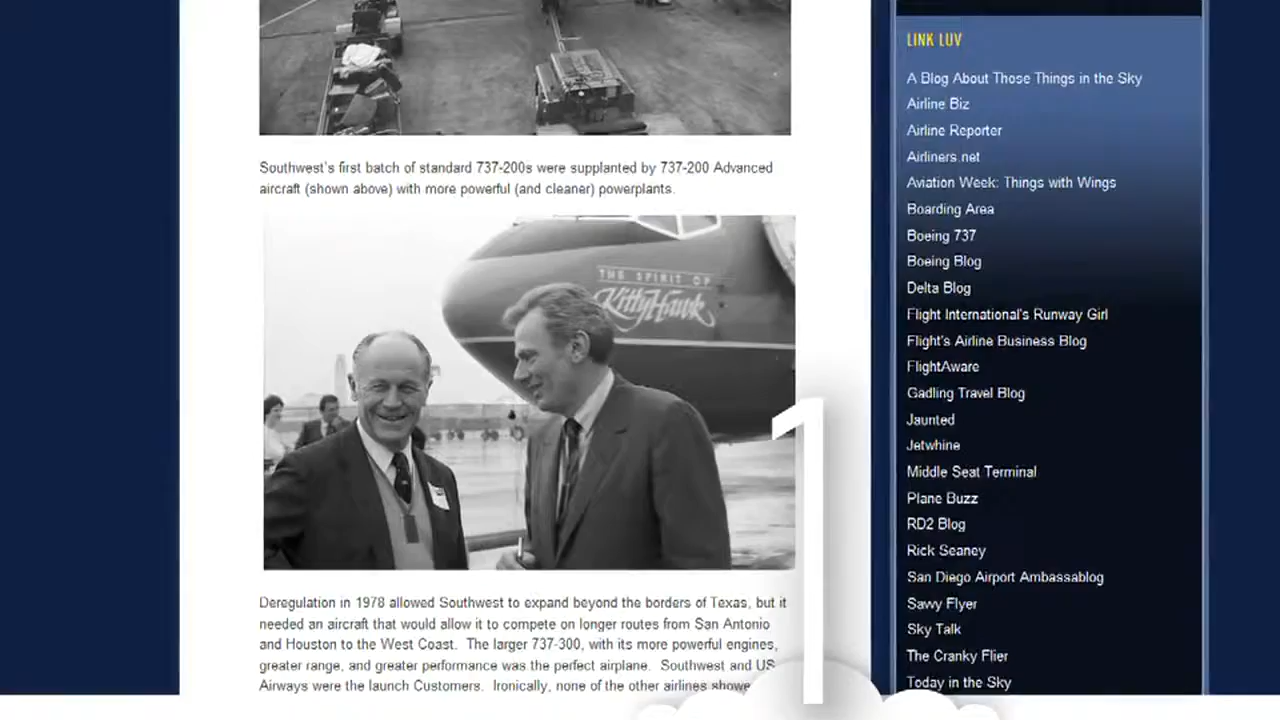 Southwest's first batch of standard 737-200s were supplanted by 737-200 Advanced
aircraft (shown above) with more powerful (and cleaner) powerplants.
THE SPIRIT OF
KittyHawk
1
Deregulation in 1978 allowed Southwest to expand beyond the borders of Texas, but it
needed an aircraft that would allow it to compete on longer routes from San Antonio
and Houston to the West Coast. The larger 737-300, with its more powerful engines,
greater range, and greater performance was the perfect airplane. Southwest and US
Airways were the launch Customers. Ironically, none of the other airlines
LINK LUV
A Blog About Those Things in the Sky
Airline Biz
Airline Reporter
Airliners.net
Aviation Week: Things with Wings
Boarding Area
Boeing 737
Boeing Blog
Delta Blog
Flight International's Runway Girl
Flight's Airline Business Blog
FlightAware
Gadling Travel Blog
Jaunted
Jetwhine
Middle Seat Terminal
Plane Buzz
RD2 Blog
Rick Seaney
San Diego Airport Ambassablog
Savvy Flyer
Sky Talk
The Cranky Flier
Today in the Sky